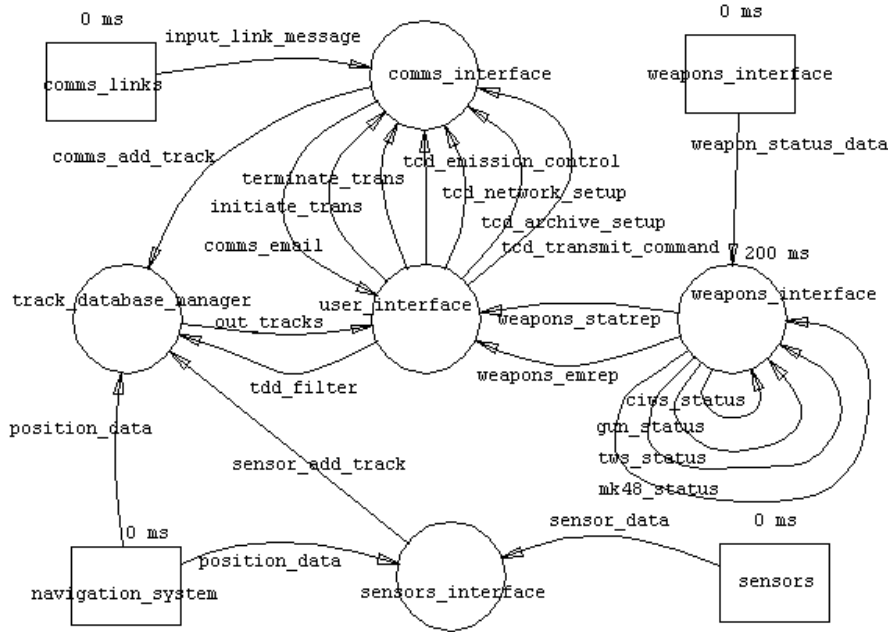 0 ms
0 ms
input_link_message
comms_links
comms_interface
weapons_interface
comms_add_track
tcd_emission_control
weapon_status_data
terminate_trans
tcd_network_setup
initiate_trans
tcd_archive_setup
comms_email
tcd_transmit_command
200 ms
track_database_manager
user_interface
weapons_interface
out_tracks
weapons_statrep
tdd_filter
weapons_emrep
ciws_status
gun_status
position_data
sensor_add_track
tws_status
mk48_status
0 ms
sensor_data
0 ms
position_data
navigation_system
sensors_interface
sensors